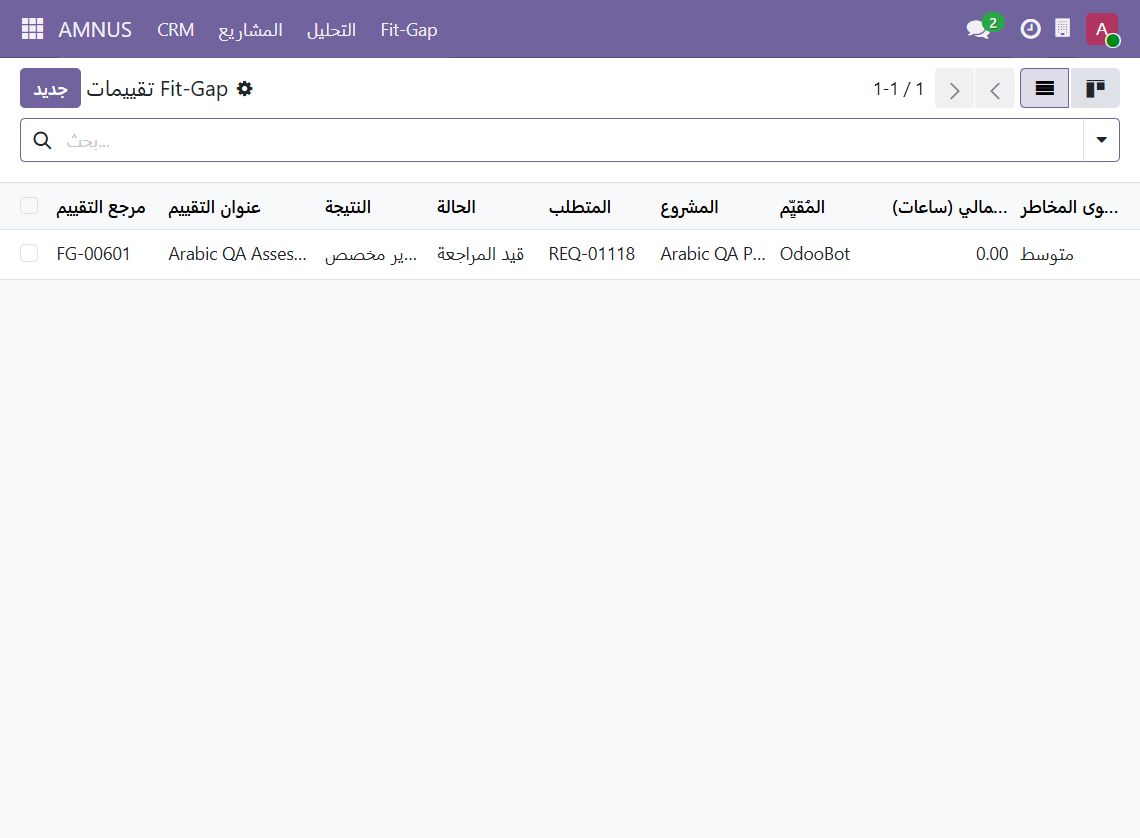 AMNUS CRM المشاريع التحليل Fit-Gap 2 A
جديد تقييمات Fit-Gap 1-1 / 1
بحث...
مرجع التقييم عنوان التقييم النتيجة الحالة المتطلب المشروع المُقيِّم ...مالي (ساعات) ...وى المخاطر
FG-00601 Arabic QA Asses... ...ير مخصص قيد المراجعة REQ-01118 Arabic QA P... OdooBot 0.00 متوسط